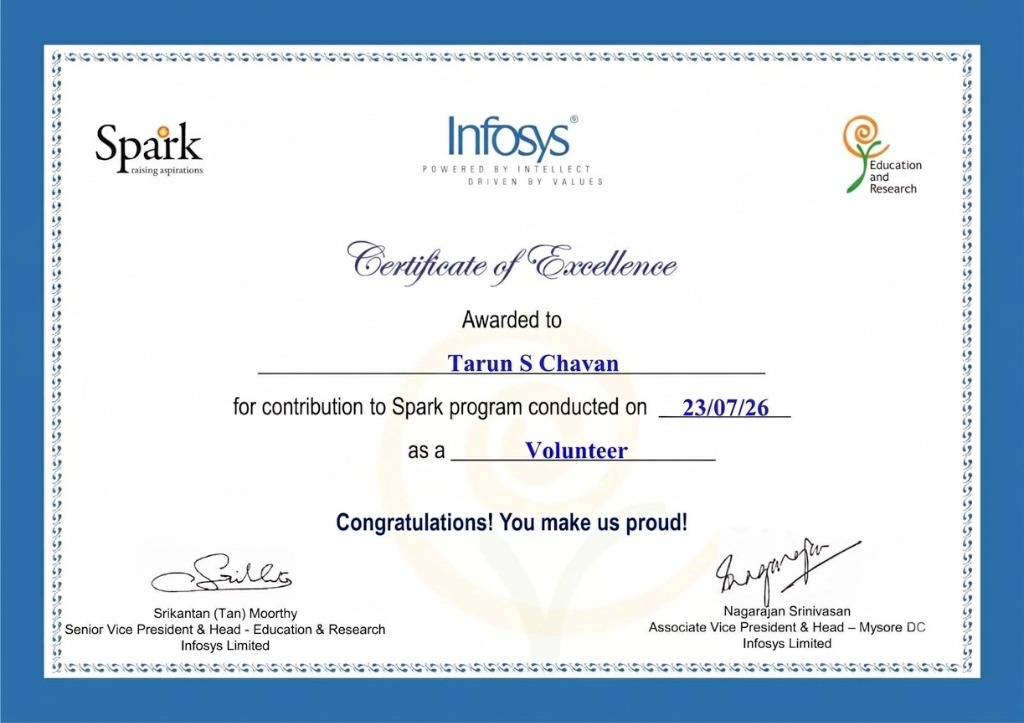 Spark
raising aspirations
Infosys®
POWERED BY INTELLECT
DRIVEN BY VALUES
Education
and
Research
Certificate of Excellence
Awarded to
Tarun S Chavan
for contribution to Spark program conducted on 23/07/26
as a Volunteer
Congratulations! You make us proud!
Srikantan (Tan) Moorthy
Senior Vice President & Head - Education & Research
Infosys Limited
Nagarajan Srinivasan
Associate Vice President & Head – Mysore DC
Infosys Limited